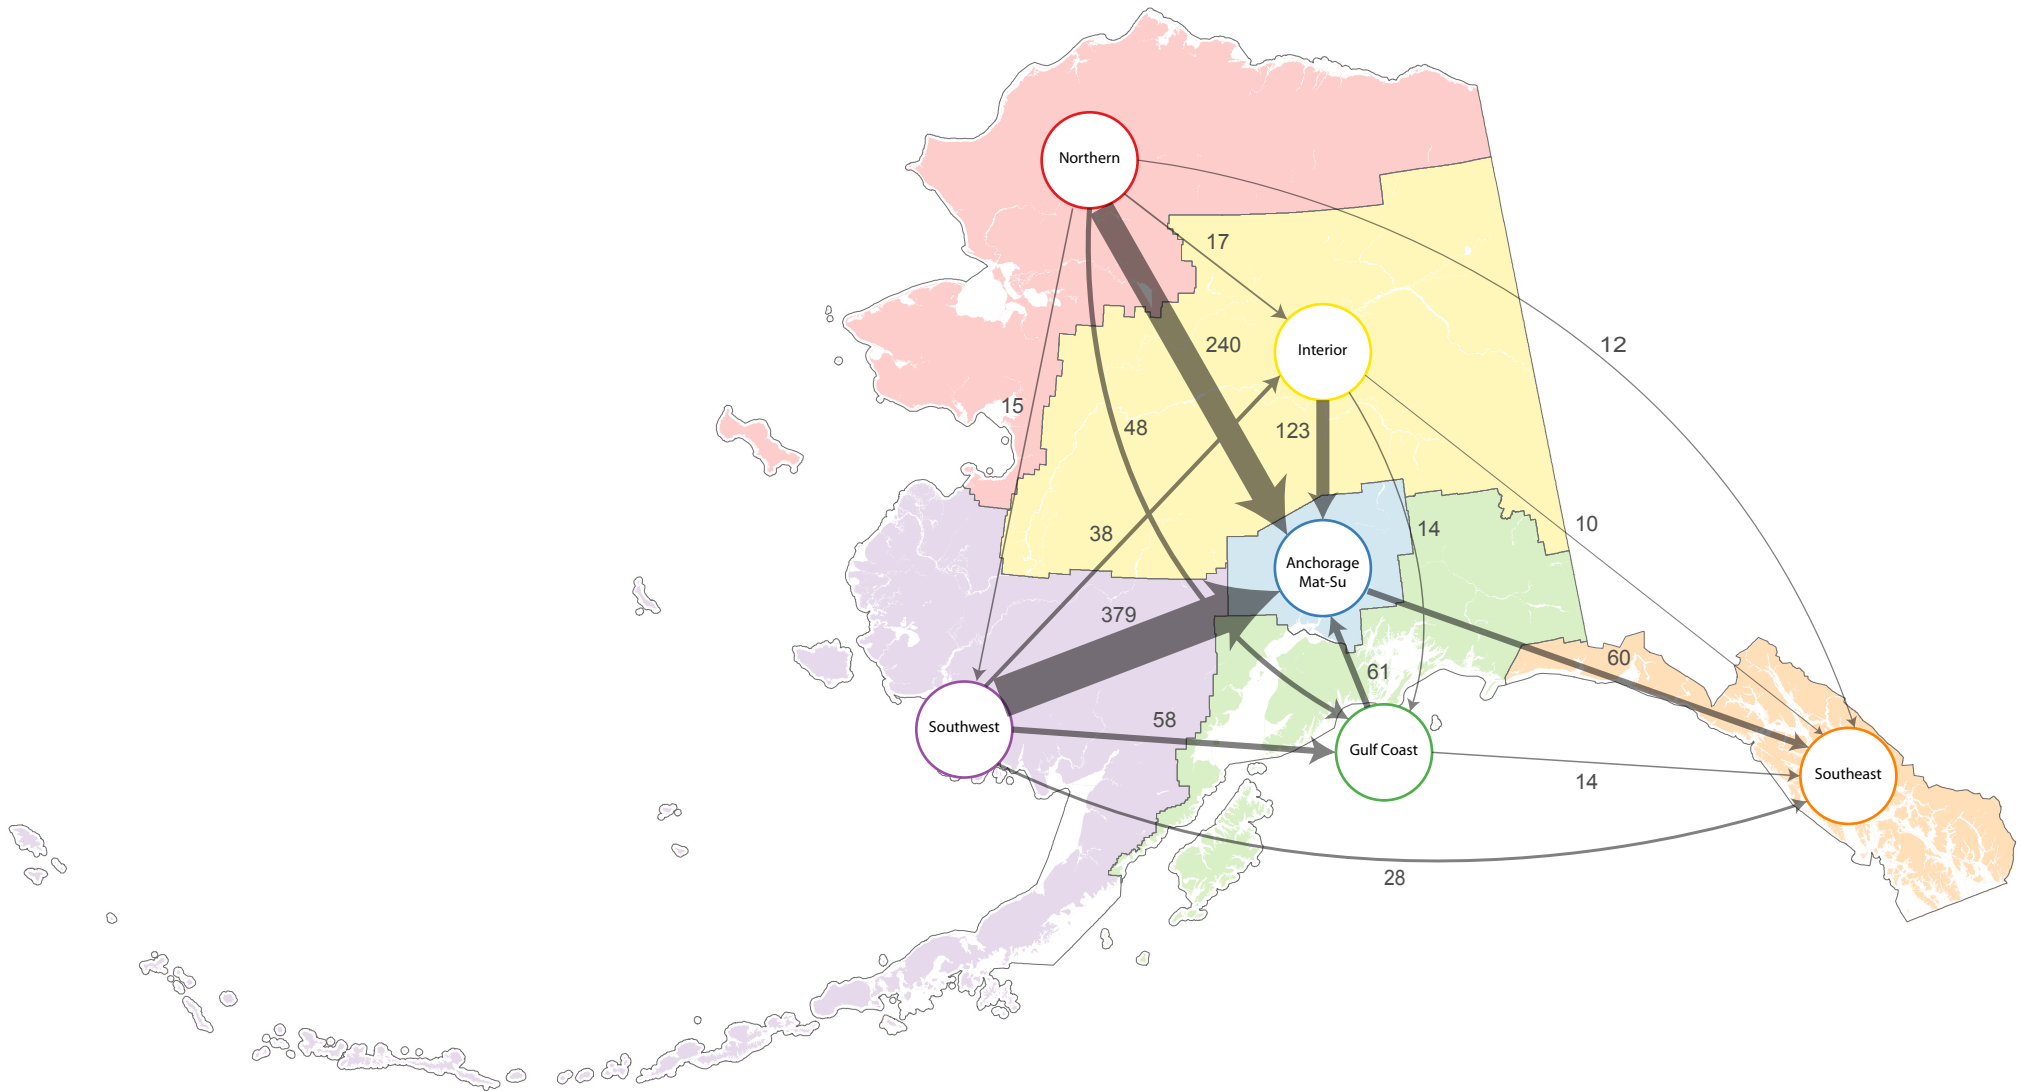 Northern
17
240
Interior
12
15
48
123
38
14
10
Anchorage
Mat-Su
379
60
61
58
Southwest
Gulf Coast
14
Southeast
28